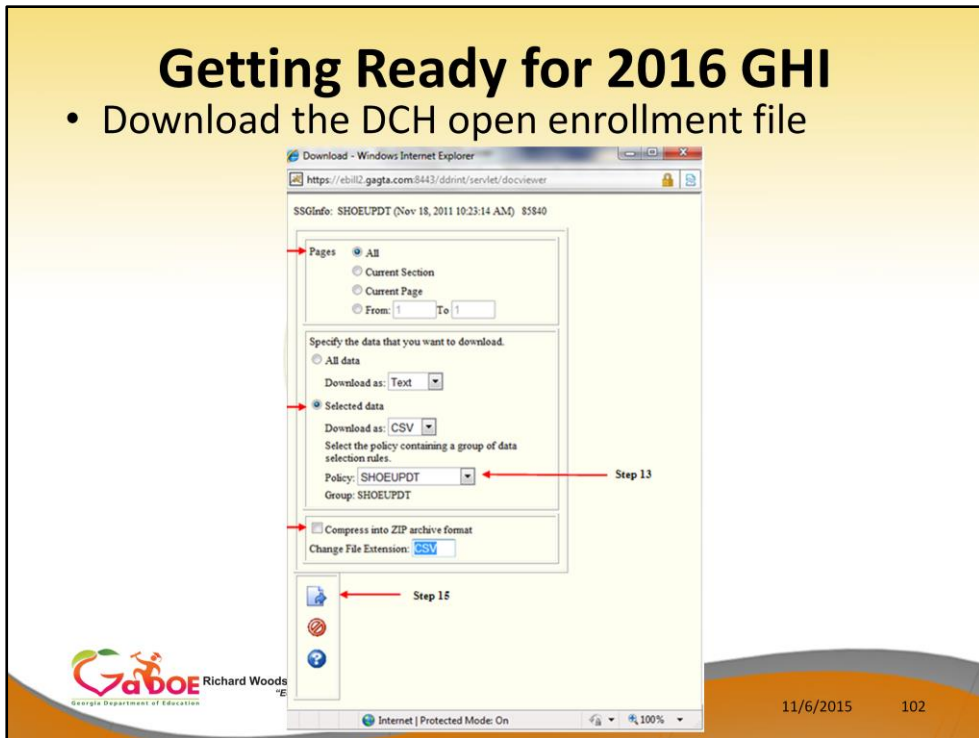 Getting Ready for 2016 GHI
• Download the DCH open enrollment file
Download - Windows Internet Explorer
https://ebill2.gagta.com:8443/ddrint/servlet/docviewer
SSGInfo: SHOEUPDT (Nov 18, 2011 10:23:14 AM) 85840
Pages All
Current Section
Current Page
From: 1 To 1
Specify the data that you want to download.
All data
Download as: Text
Selected data
Download as: CSV
Select the policy containing a group of data
selection rules.
Policy: SHOEUPDT
Step 13
Group: SHOEUPDT
Compress into ZIP archive format
Change File Extension: CSV
Step 15
GaDOE
Georgia Department of Education
Richard Woods
"E
Internet | Protected Mode: On
100%
11/6/2015
102